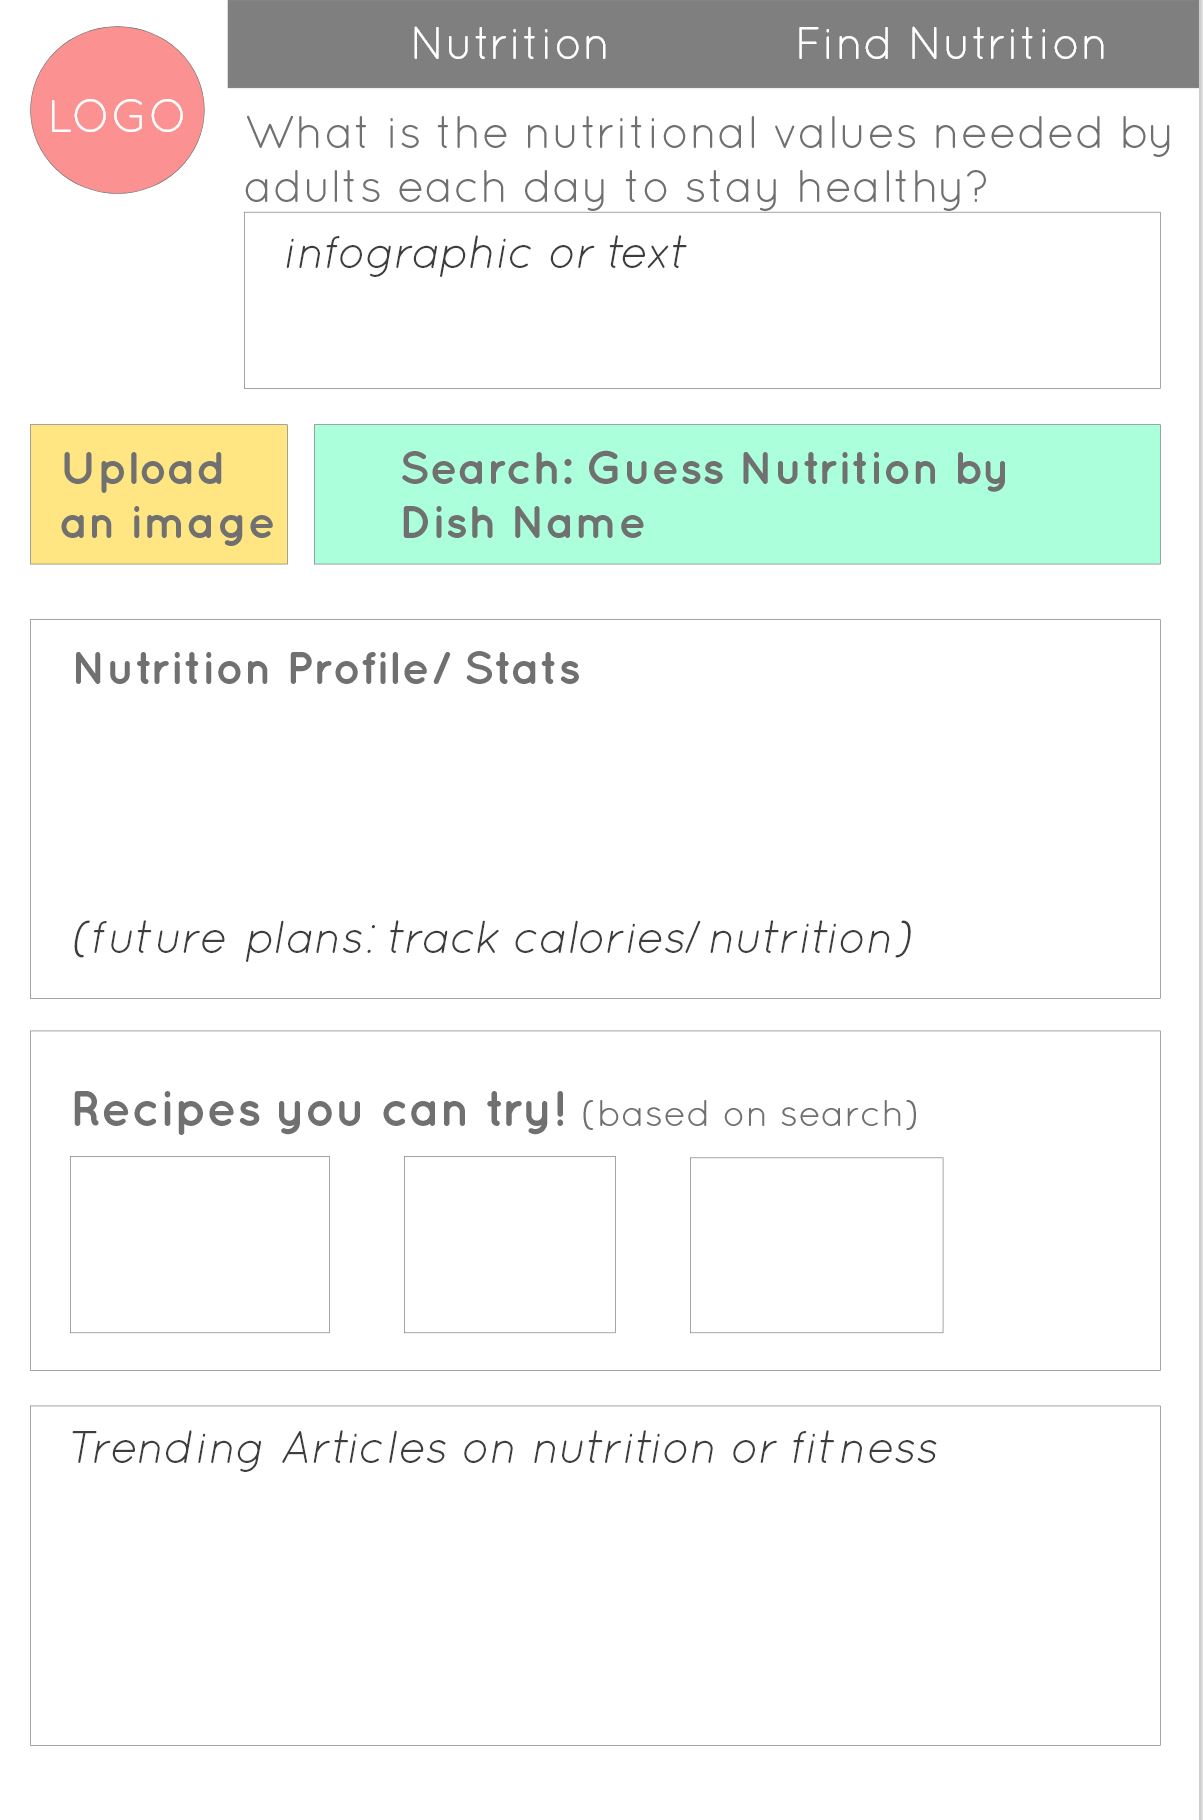 LOGO
Nutrition
Find Nutrition
What is the nutritional values needed by
adults each day to stay healthy?
infographic or text
Upload
an image
Search: Guess Nutrition by
Dish Name
Nutrition Profile/ Stats
(future plans: track calories/ nutrition)
Recipes you can try! (based on search)
Trending Articles on nutrition or fitness